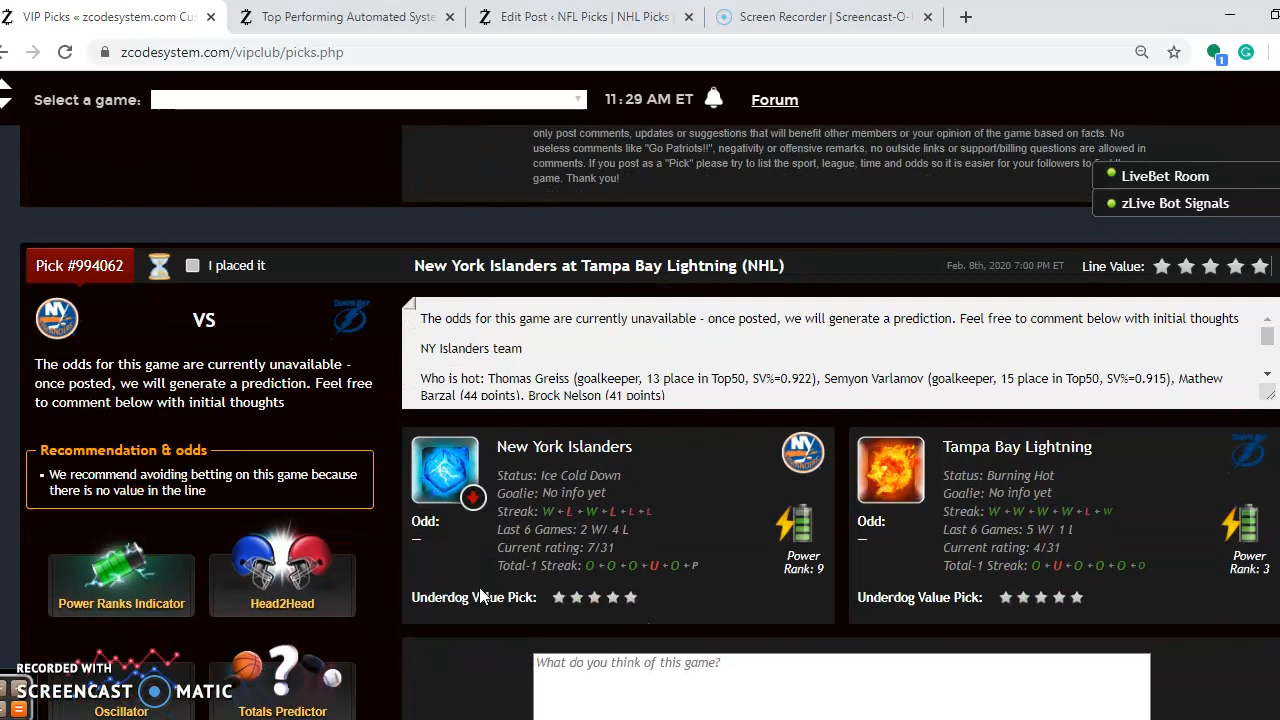 VIP Picks « zcodesystem.com Cus
Top Performing Automated Syste
Edit Post ‹ NFL Picks | NHL Picks |
Screen Recorder | Screencast-O-
zcodesystem.com/vipclub/picks.php
1
Select a game:
11:29 AM ET
Forum
only post comments, updates or suggestions that will benefit other members or your opinion of the game based on facts. No
useless comments like "Go Patriots!!", negativity or offensive remarks, no outside links or support/billing questions are allowed in
comments. If you post as a "Pick" please try to list the sport, league, time and odds so it is easier for your followers to find the
game. Thank you!
LiveBet Room
zLive Bot Signals
Pick #994062
I placed it
New York Islanders at Tampa Bay Lightning (NHL)
Feb. 8th, 2020 7:00 PM ET
Line Value:
NY
VS
TAMPA BAY
The odds for this game are currently unavailable -
once posted, we will generate a prediction. Feel free
to comment below with initial thoughts
The odds for this game are currently unavailable - once posted, we will generate a prediction. Feel free to comment below with initial thoughts
NY Islanders team
Who is hot: Thomas Greiss (goalkeeper, 13 place in Top50, SV%=0.922), Semyon Varlamov (goalkeeper, 15 place in Top50, SV%=0.915), Mathew
Barzal (44 points), Brock Nelson (41 points)
Recommendation & odds
We recommend avoiding betting on this game because
there is no value in the line
Power Ranks Indicator
Head2Head
Oscillator
Totals Predictor
New York Islanders
Status: Ice Cold Down
Goalie: No info yet
Streak: W L W L L L
Last 6 Games: 2 W/ 4 L
Current rating: 7/31
Total-1 Streak: O O O U O P
Odd:
—
Power
Rank: 9
Underdog Value Pick:
Tampa Bay Lightning
Status: Burning Hot
Goalie: No info yet
Streak: W W W W L W
Last 6 Games: 5 W/ 1 l
Current rating: 4/31
Total-1 Streak: O U O O O O
Odd:
—
Power
Rank: 3
Underdog Value Pick:
What do you think of this game?
RECORDED WITH
SCREENCAST MATIC